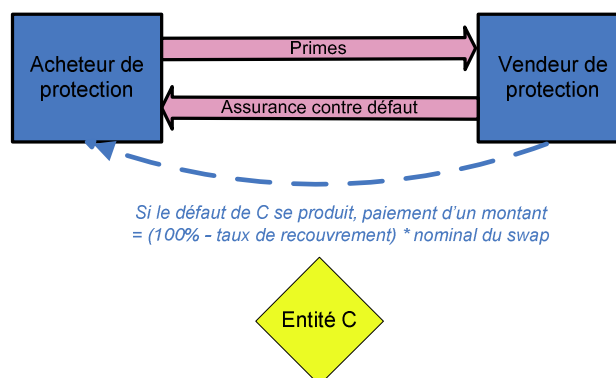 Acheteur de
protection
Primes
Assurance contre défaut
Vendeur de
protection
Si le défaut de C se produit, paiement d'un montant
= (100% - taux de recouvrement) * nominal du swap
Entité C